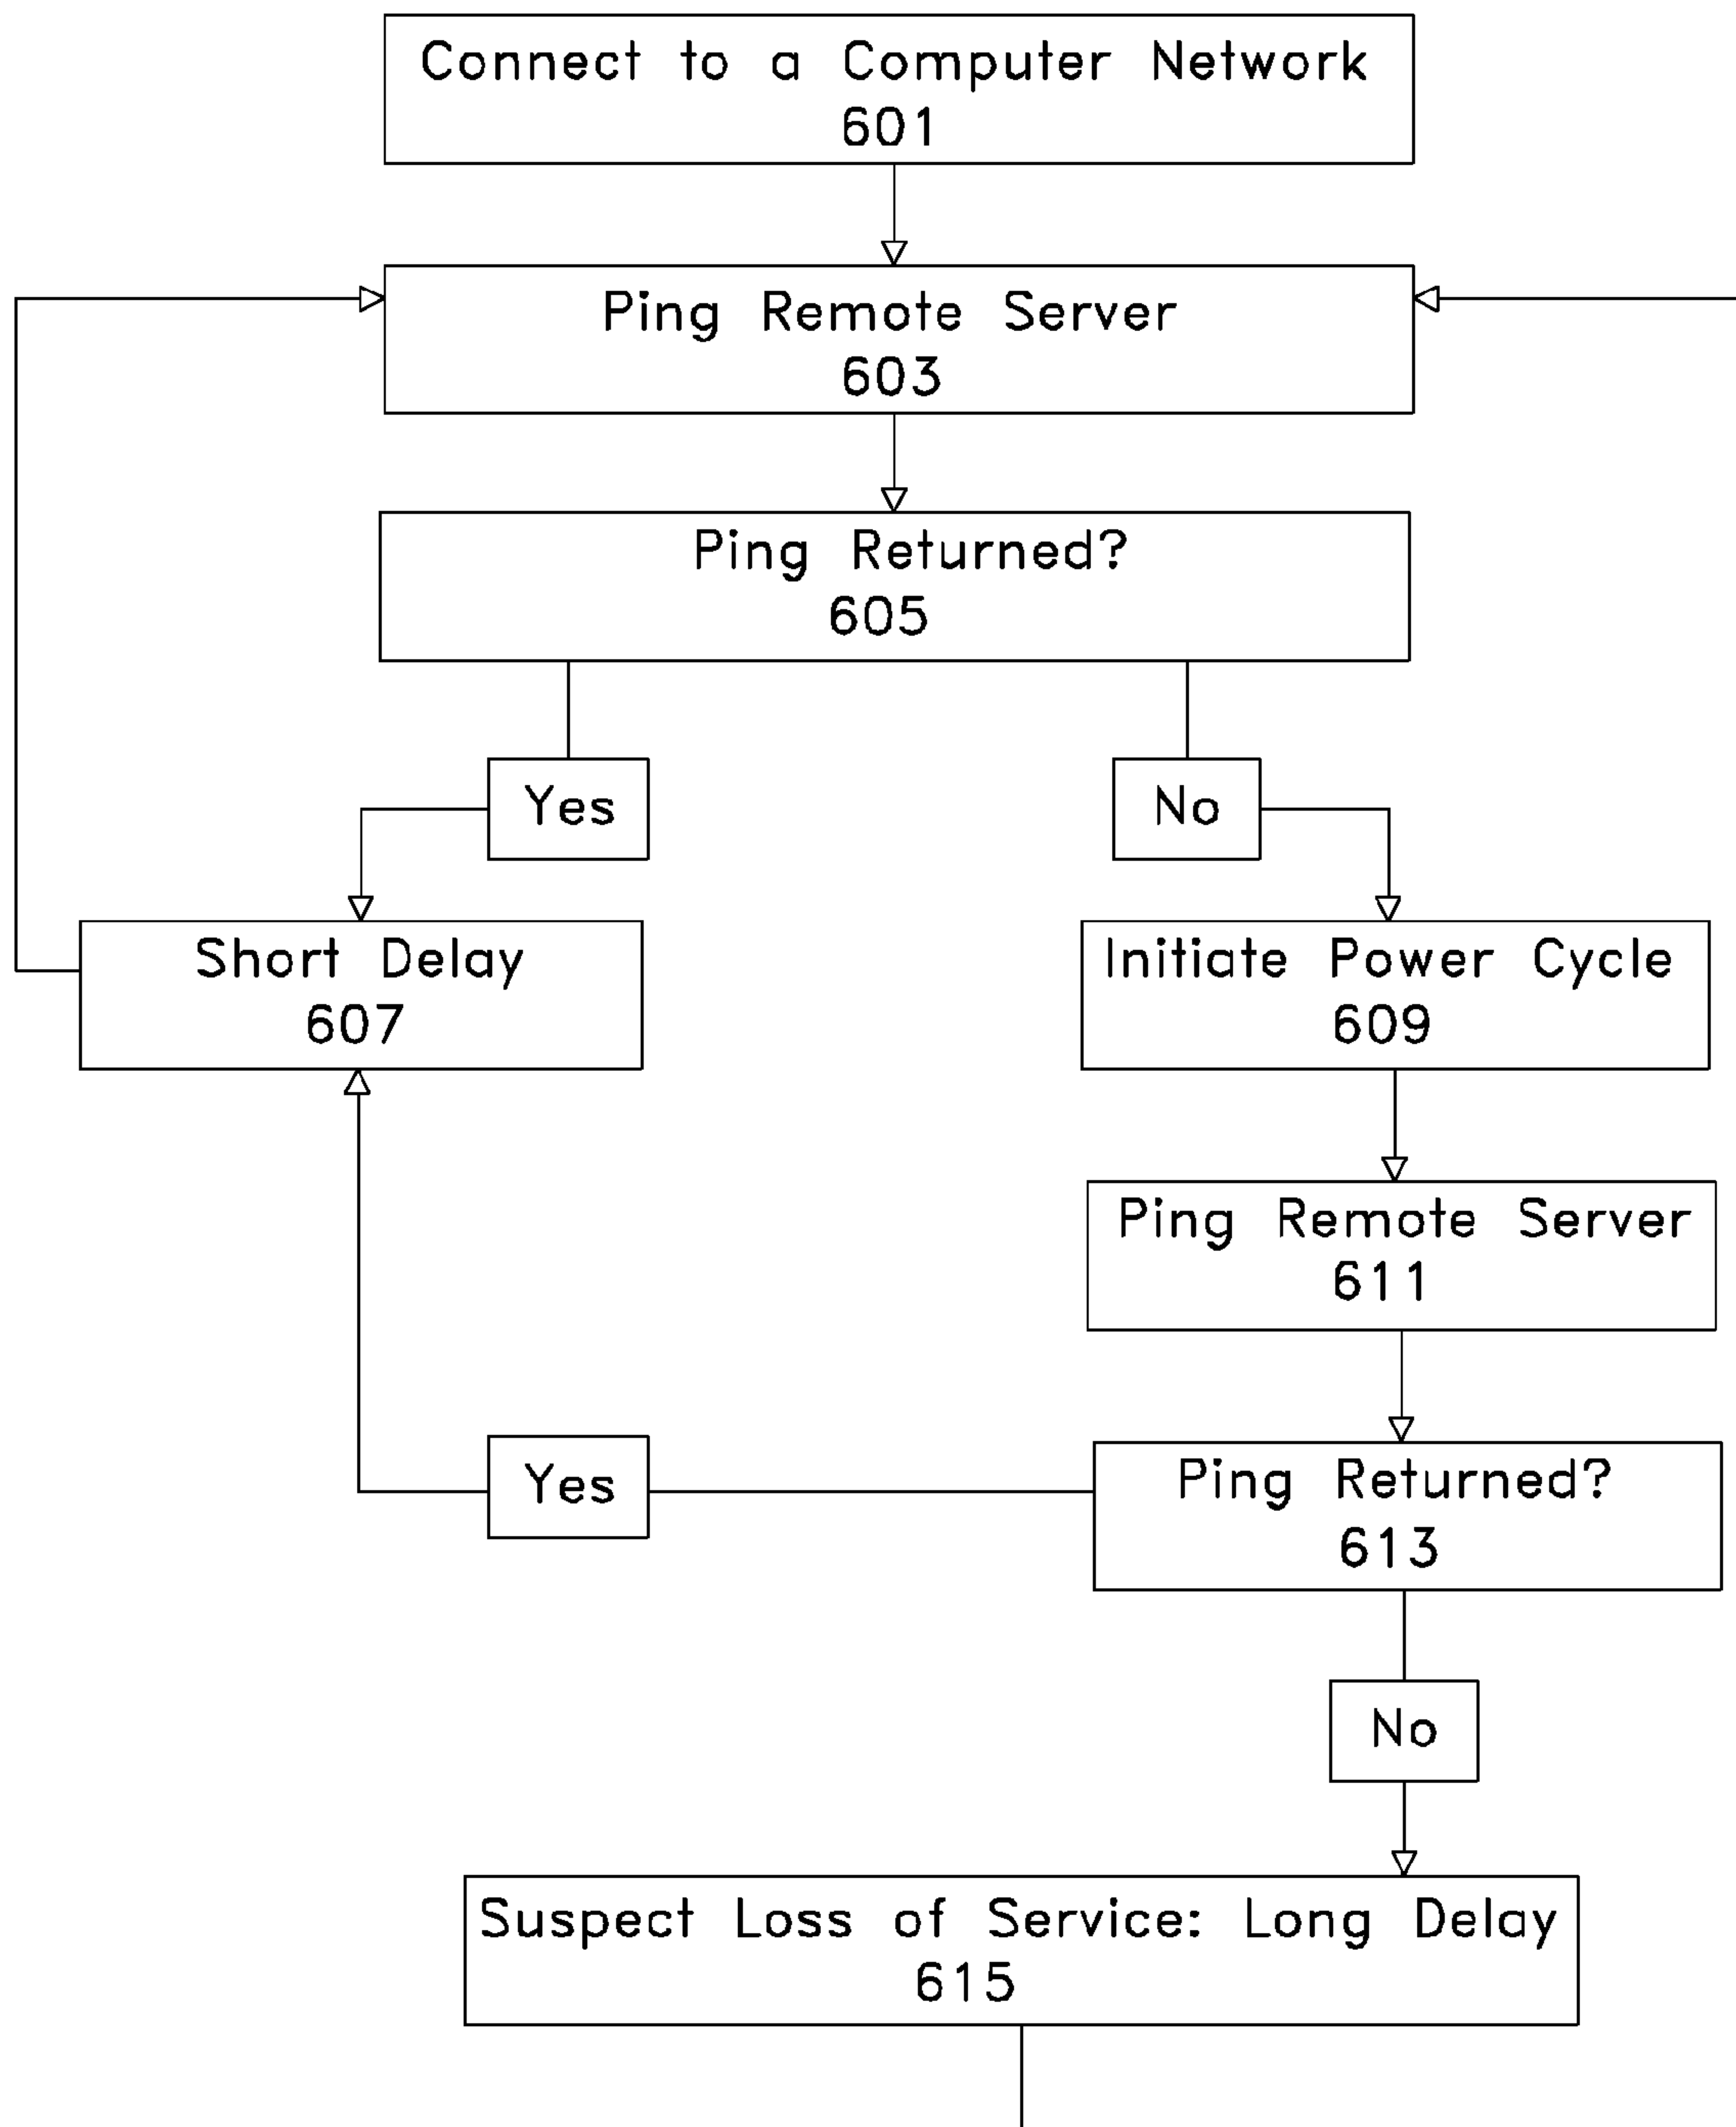 Connect to a Computer Network
601
Ping Remote Server
603
Ping Returned?
605
Yes
No
Short Delay
607
Initiate Power Cycle
609
Ping Remote Server
611
Yes
Ping Returned?
613
No
Suspect Loss of Service: Long Delay
615